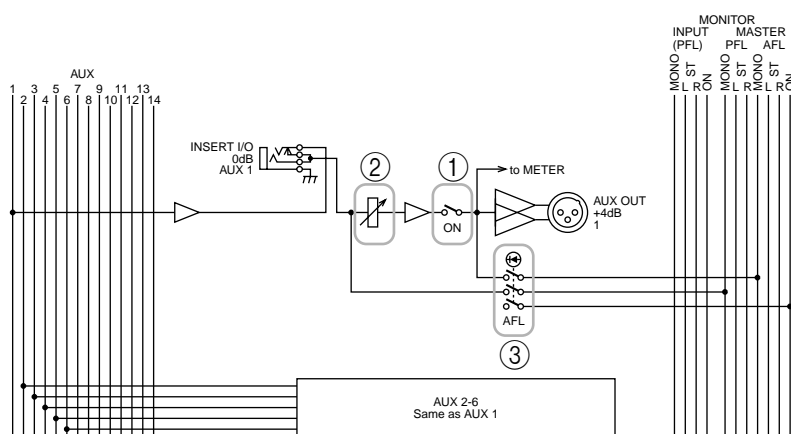 MONITOR
INPUT MASTER
(PFL) PFL AFL
MONO ST L R ON MONO ST L R MONO ST L R ON
AUX
1 2 3 4 5 6 7 8 9 10 11 12 13 14
INSERT I/O
0dB
AUX 1
2
1
to METER
ON
AUX OUT
+4dB
1
AFL
3
AUX 2-6
Same as AUX 1